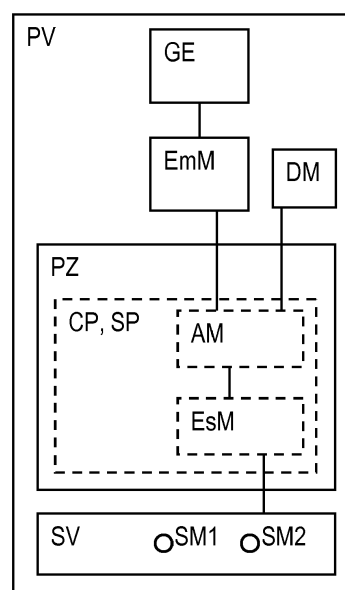 PV
GE
EmM
DM
PZ
CP, SP
AM
EsM
SV SM1 SM2